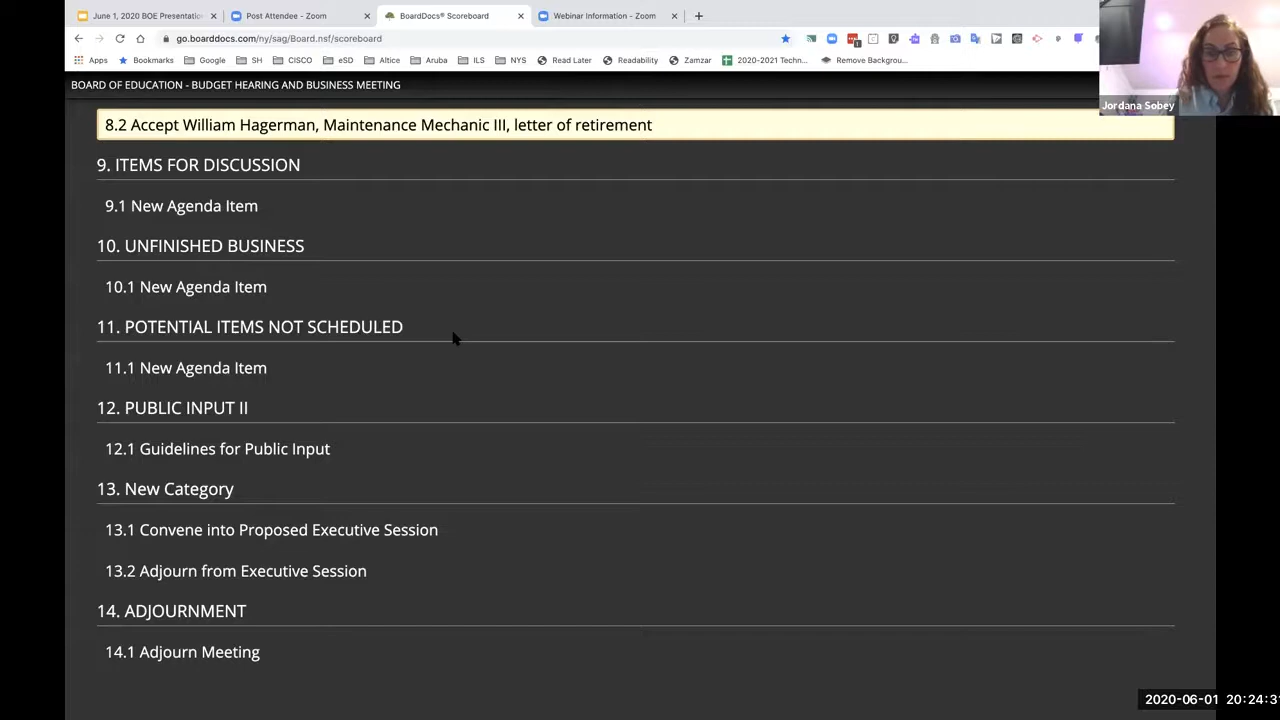 June 1, 2020 BOE Presentation
Post Attendee - Zoom
BoardDocs® Scoreboard
Webinar Information - Zoom
go.boarddocs.com/ny/sag/Board.nsf/scoreboard
Apps Bookmarks Google SH CISCO eSD Altice Aruba ILS NYS Read Later Readability Zamzar 2020-2021 Techn... Remove Backgrou...
BOARD OF EDUCATION - BUDGET HEARING AND BUSINESS MEETING
Jordana Sobey
8.2 Accept William Hagerman, Maintenance Mechanic III, letter of retirement
9. ITEMS FOR DISCUSSION
9.1 New Agenda Item
10. UNFINISHED BUSINESS
10.1 New Agenda Item
11. POTENTIAL ITEMS NOT SCHEDULED
11.1 New Agenda Item
12. PUBLIC INPUT II
12.1 Guidelines for Public Input
13. New Category
13.1 Convene into Proposed Executive Session
13.2 Adjourn from Executive Session
14. ADJOURNMENT
14.1 Adjourn Meeting
2020-06-01 20:24:3